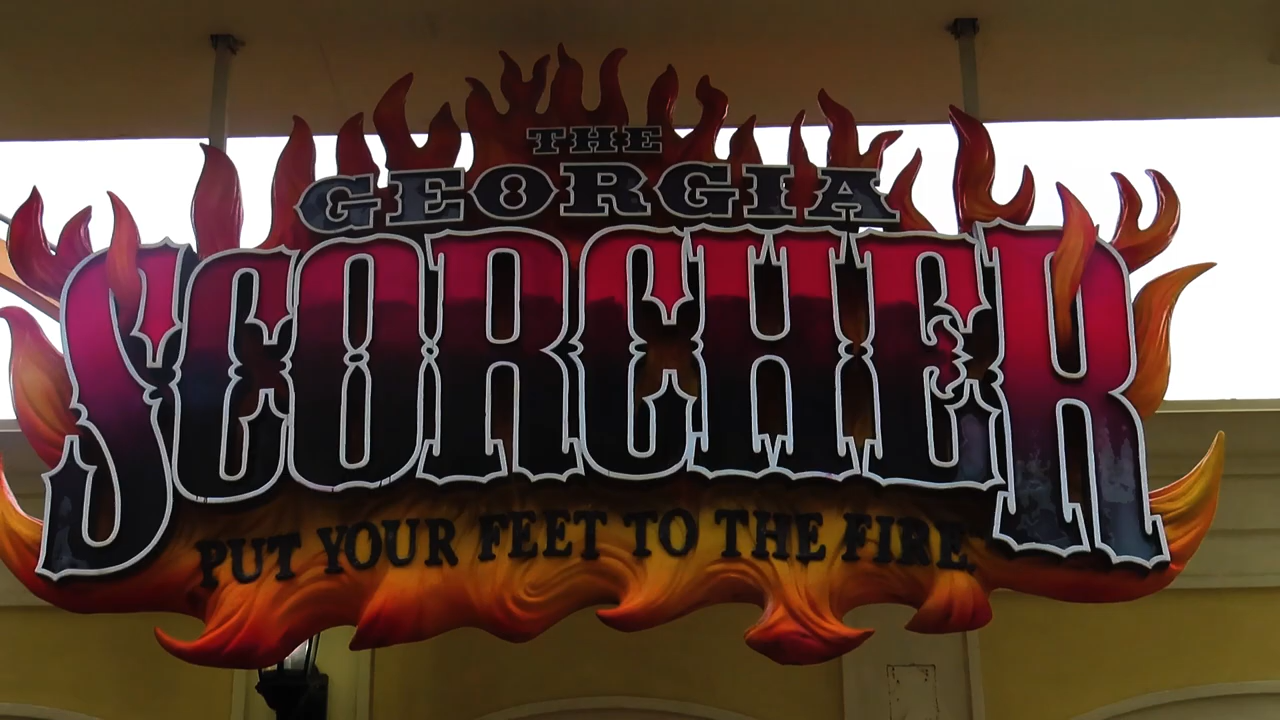 THE
GEORGIA
SCORCHER
PUT YOUR FEET TO THE FIRE.